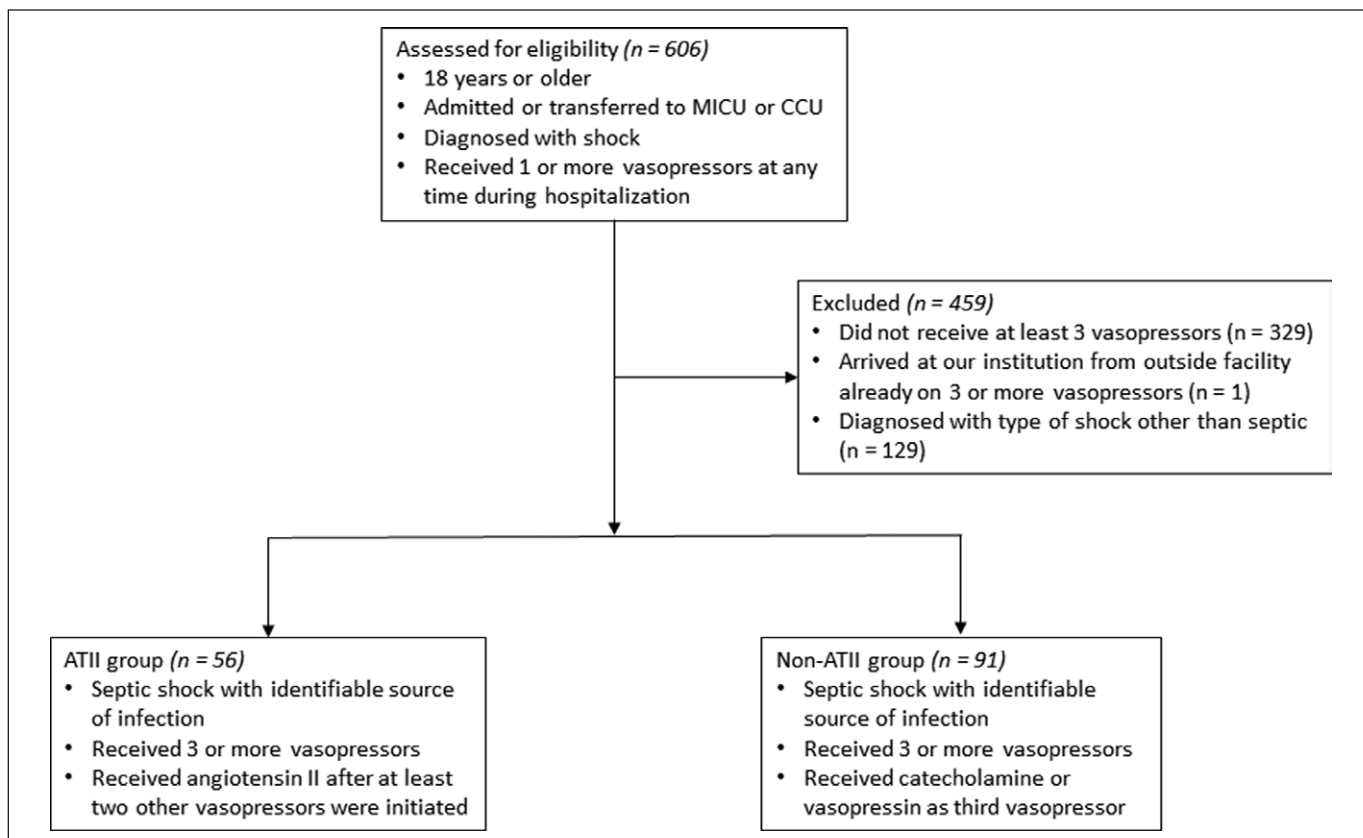 Assessed for eligibility (n = 606)
• 18 years or older
• Admitted or transferred to MICU or CCU
• Diagnosed with shock
• Received 1 or more vasopressors at any
time during hospitalization
Excluded (n = 459)
• Did not receive at least 3 vasopressors (n = 329)
• Arrived at our institution from outside facility
already on 3 or more vasopressors (n = 1)
• Diagnosed with type of shock other than septic
(n = 129)
ATII group (n = 56)
• Septic shock with identifiable source
of infection
• Received 3 or more vasopressors
• Received angiotensin II after at least
two other vasopressors were initiated
Non-ATII group (n = 91)
• Septic shock with identifiable
source of infection
• Received 3 or more vasopressors
• Received catecholamine or
vasopressin as third vasopressor